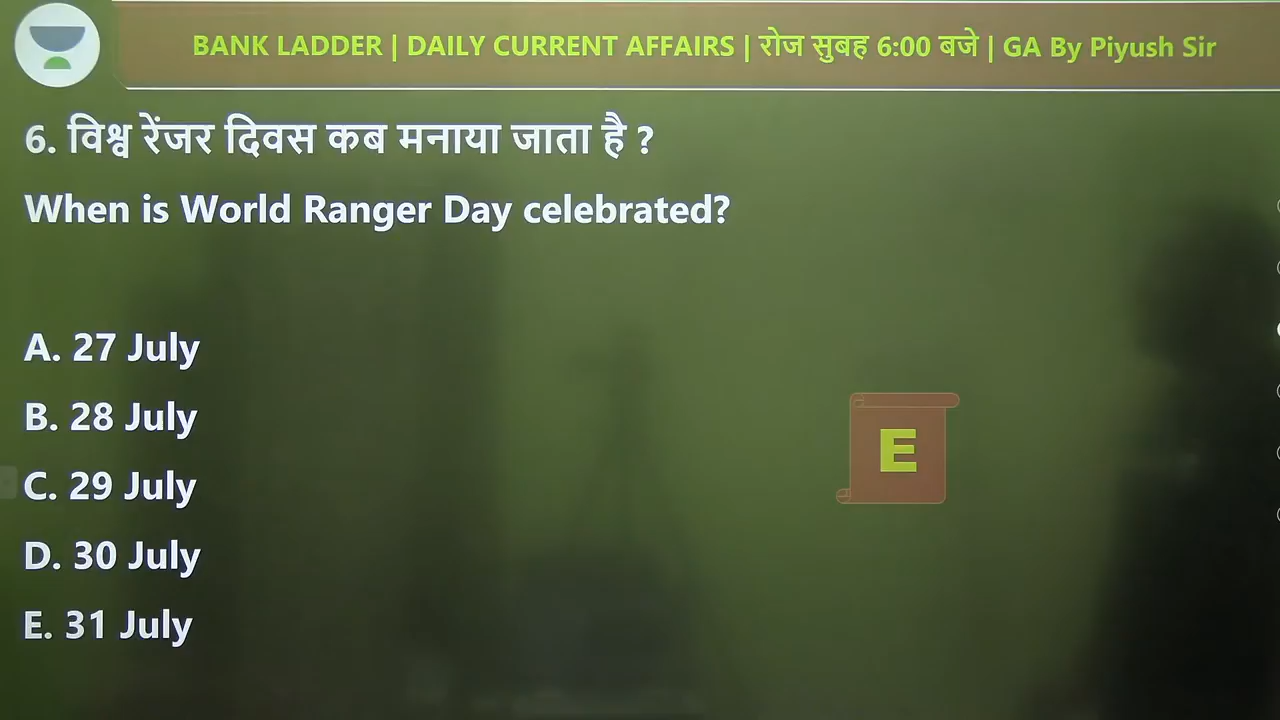 BANK LADDER | DAILY CURRENT AFFAIRS | रोज सुबह 6:00 बजे | GA By Piyush Sir
6. विश्व रेंजर दिवस कब मनाया जाता है ?
When is World Ranger Day celebrated?
A. 27 July
B. 28 July
C. 29 July
E
D. 30 July
E. 31 July